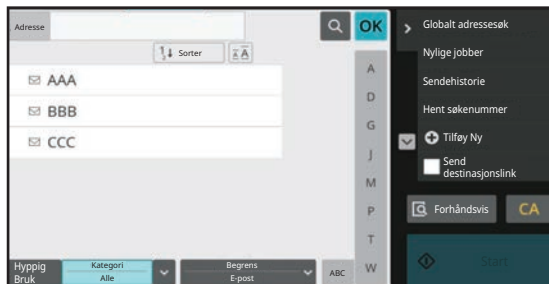 Adresse
OK
Sorter
AAA
BBB
CCC
A
D
G
J
M
P
T
W
Hyppig
Bruk
Kategori
Alle
Begrens
E-post
ABC
Globalt adressesøk
Nylige jobber
Sendehistorie
Hent søkenummer
Tilføy Ny
Send
destinasjonslink
Forhåndsvis
CA
Start